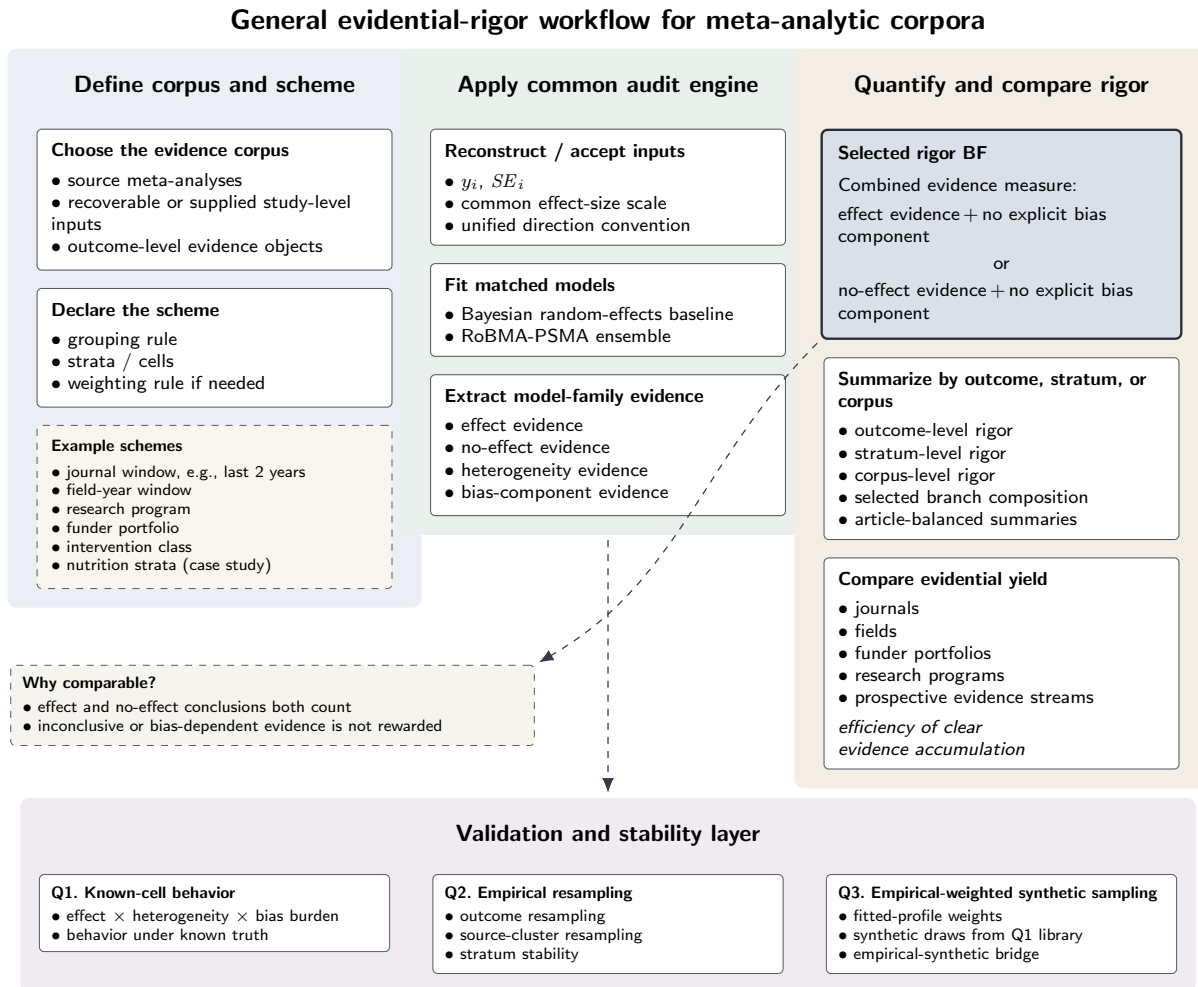 General evidential-rigor workflow for meta-analytic corpora
Define corpus and scheme
Choose the evidence corpus
• source meta-analyses
• recoverable or supplied study-level
inputs
• outcome-level evidence objects
Declare the scheme
• grouping rule
• strata / cells
• weighting rule if needed
Example schemes
• journal window, e.g., last 2 years
• field-year window
• research program
• funder portfolio
• intervention class
• nutrition strata (case study)
Apply common audit engine
Reconstruct / accept inputs
• yᵢ, SEᵢ
• common effect-size scale
• unified direction convention
Fit matched models
• Bayesian random-effects baseline
• RoBMA-PSMA ensemble
Extract model-family evidence
• effect evidence
• no-effect evidence
• heterogeneity evidence
• bias-component evidence
Quantify and compare rigor
Selected rigor BF
Combined evidence measure:
effect evidence + no explicit bias
component
or
no-effect evidence + no explicit bias
component
Summarize by outcome, stratum, or
corpus
• outcome-level rigor
• stratum-level rigor
• corpus-level rigor
• selected branch composition
• article-balanced summaries
Compare evidential yield
• journals
• fields
• funder portfolios
• research programs
• prospective evidence streams
efficiency of clear
evidence accumulation
Why comparable?
• effect and no-effect conclusions both count
• inconclusive or bias-dependent evidence is not rewarded
Validation and stability layer
Q1. Known-cell behavior
• effect × heterogeneity × bias burden
• behavior under known truth
Q2. Empirical resampling
• outcome resampling
• source-cluster resampling
• stratum stability
Q3. Empirical-weighted synthetic sampling
• fitted-profile weights
• synthetic draws from Q1 library
• empirical-synthetic bridge